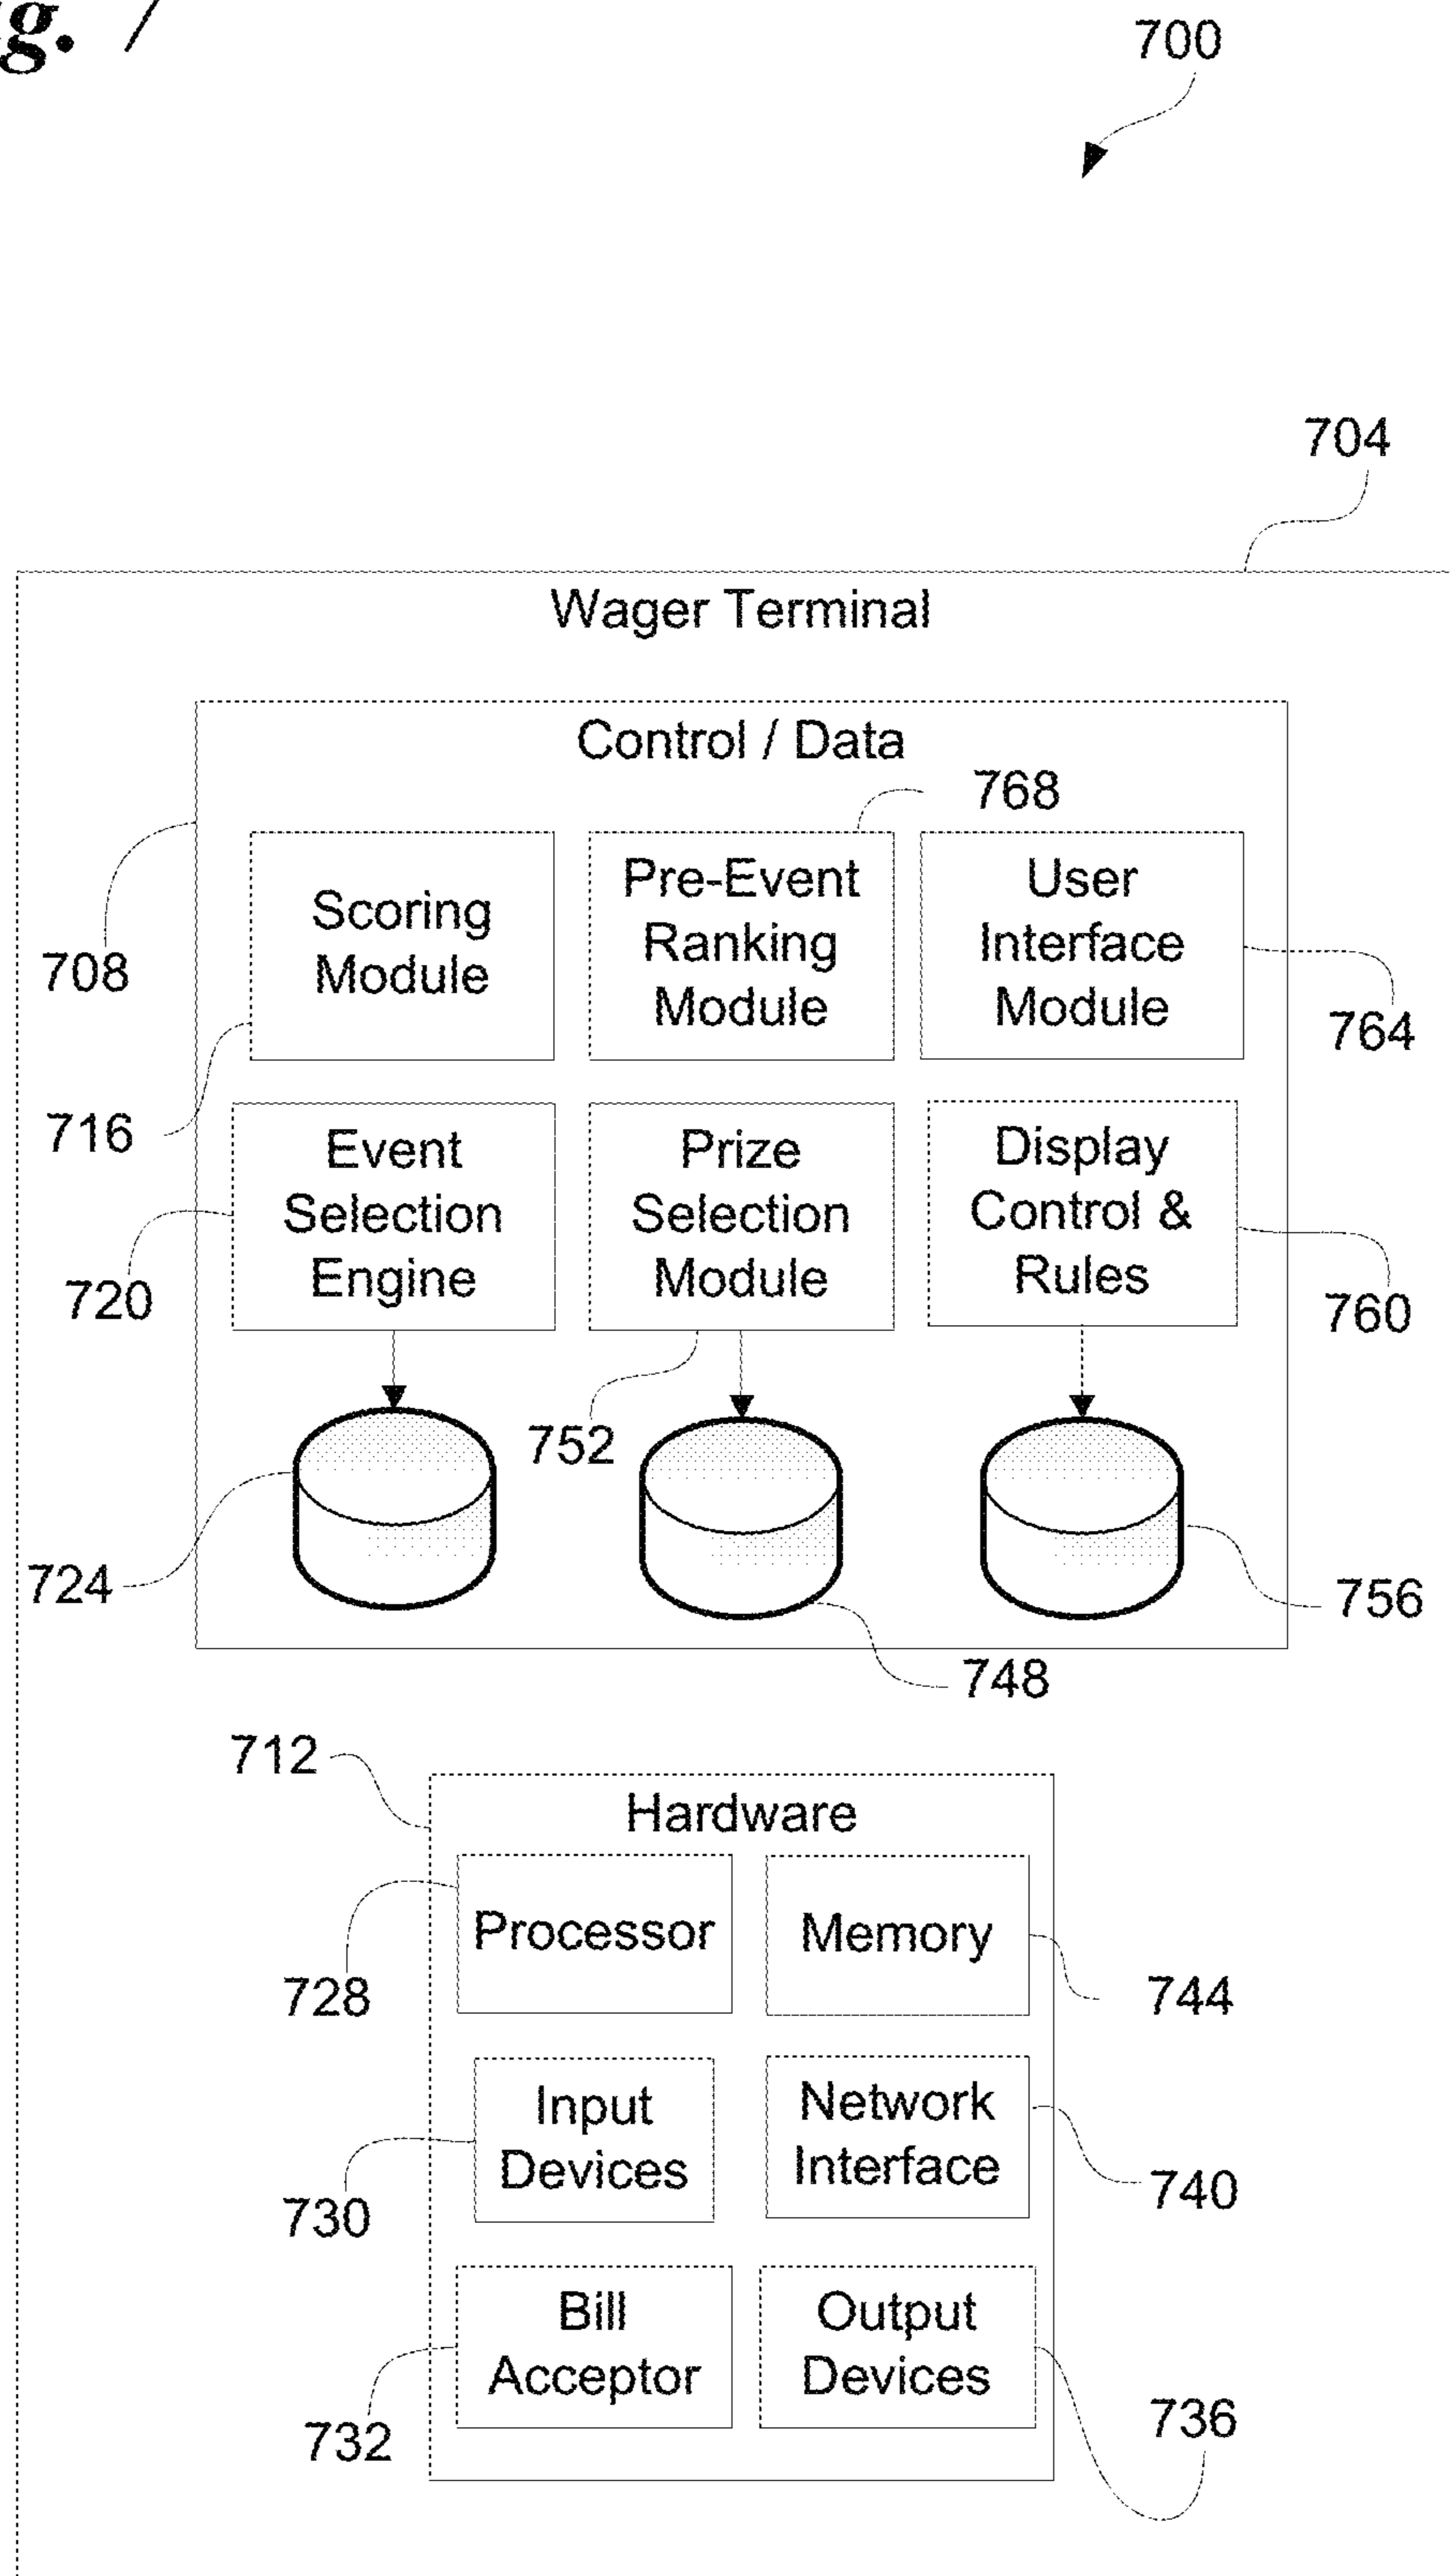 g. 7
700
704
Wager Terminal
Control / Data
768
Scoring
Module
Pre-Event
Ranking
Module
User
Interface
Module
708
764
716
Event
Selection
Engine
Prize
Selection
Module
Display
Control &
Rules
720
760
752
724
756
748
712
Hardware
Processor
Memory
728
744
Input
Devices
Network
Interface
730
740
Bill
Acceptor
Output
Devices
732
736